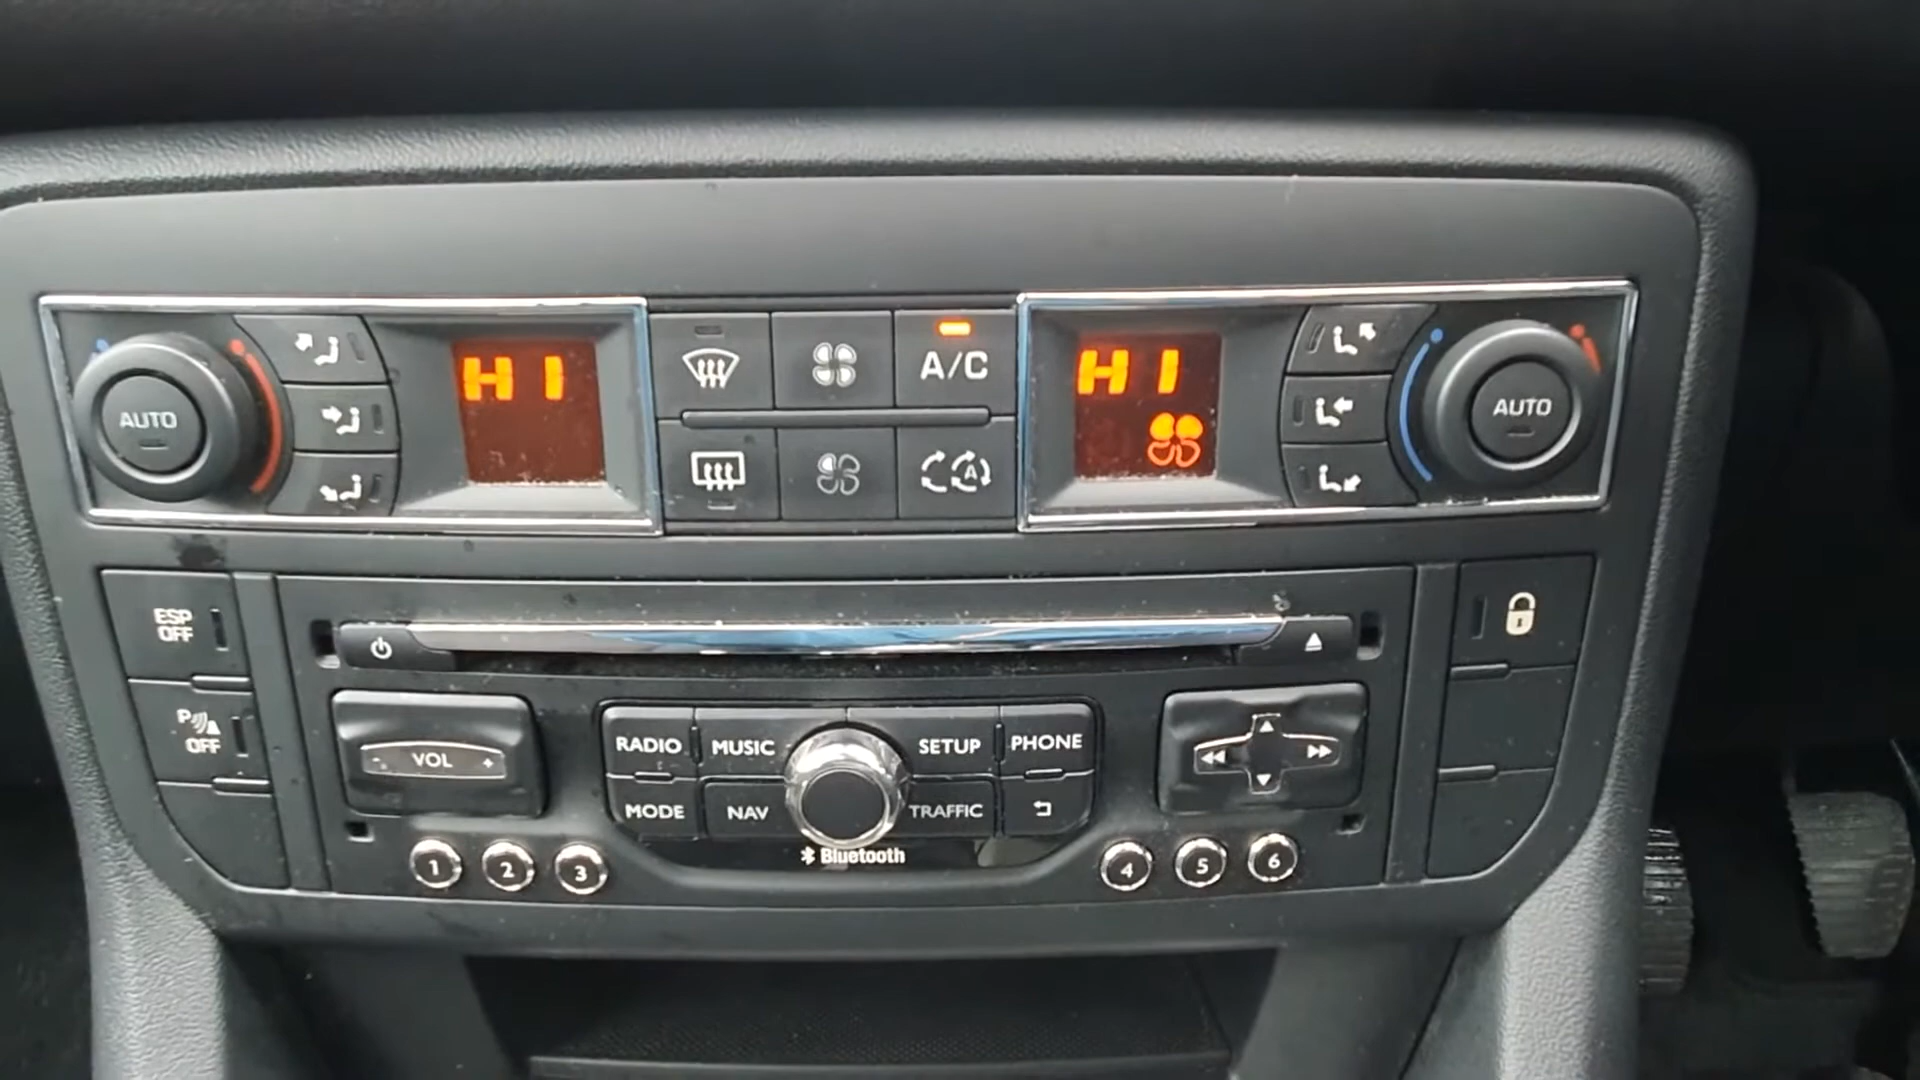 HI
HI
AUTO
A/C
AUTO
A
ESP
OFF
P
OFF
VOL
- +
RADIO
MUSIC
SETUP
PHONE
MODE
NAV
TRAFFIC
Bluetooth
1
2
3
4
5
6